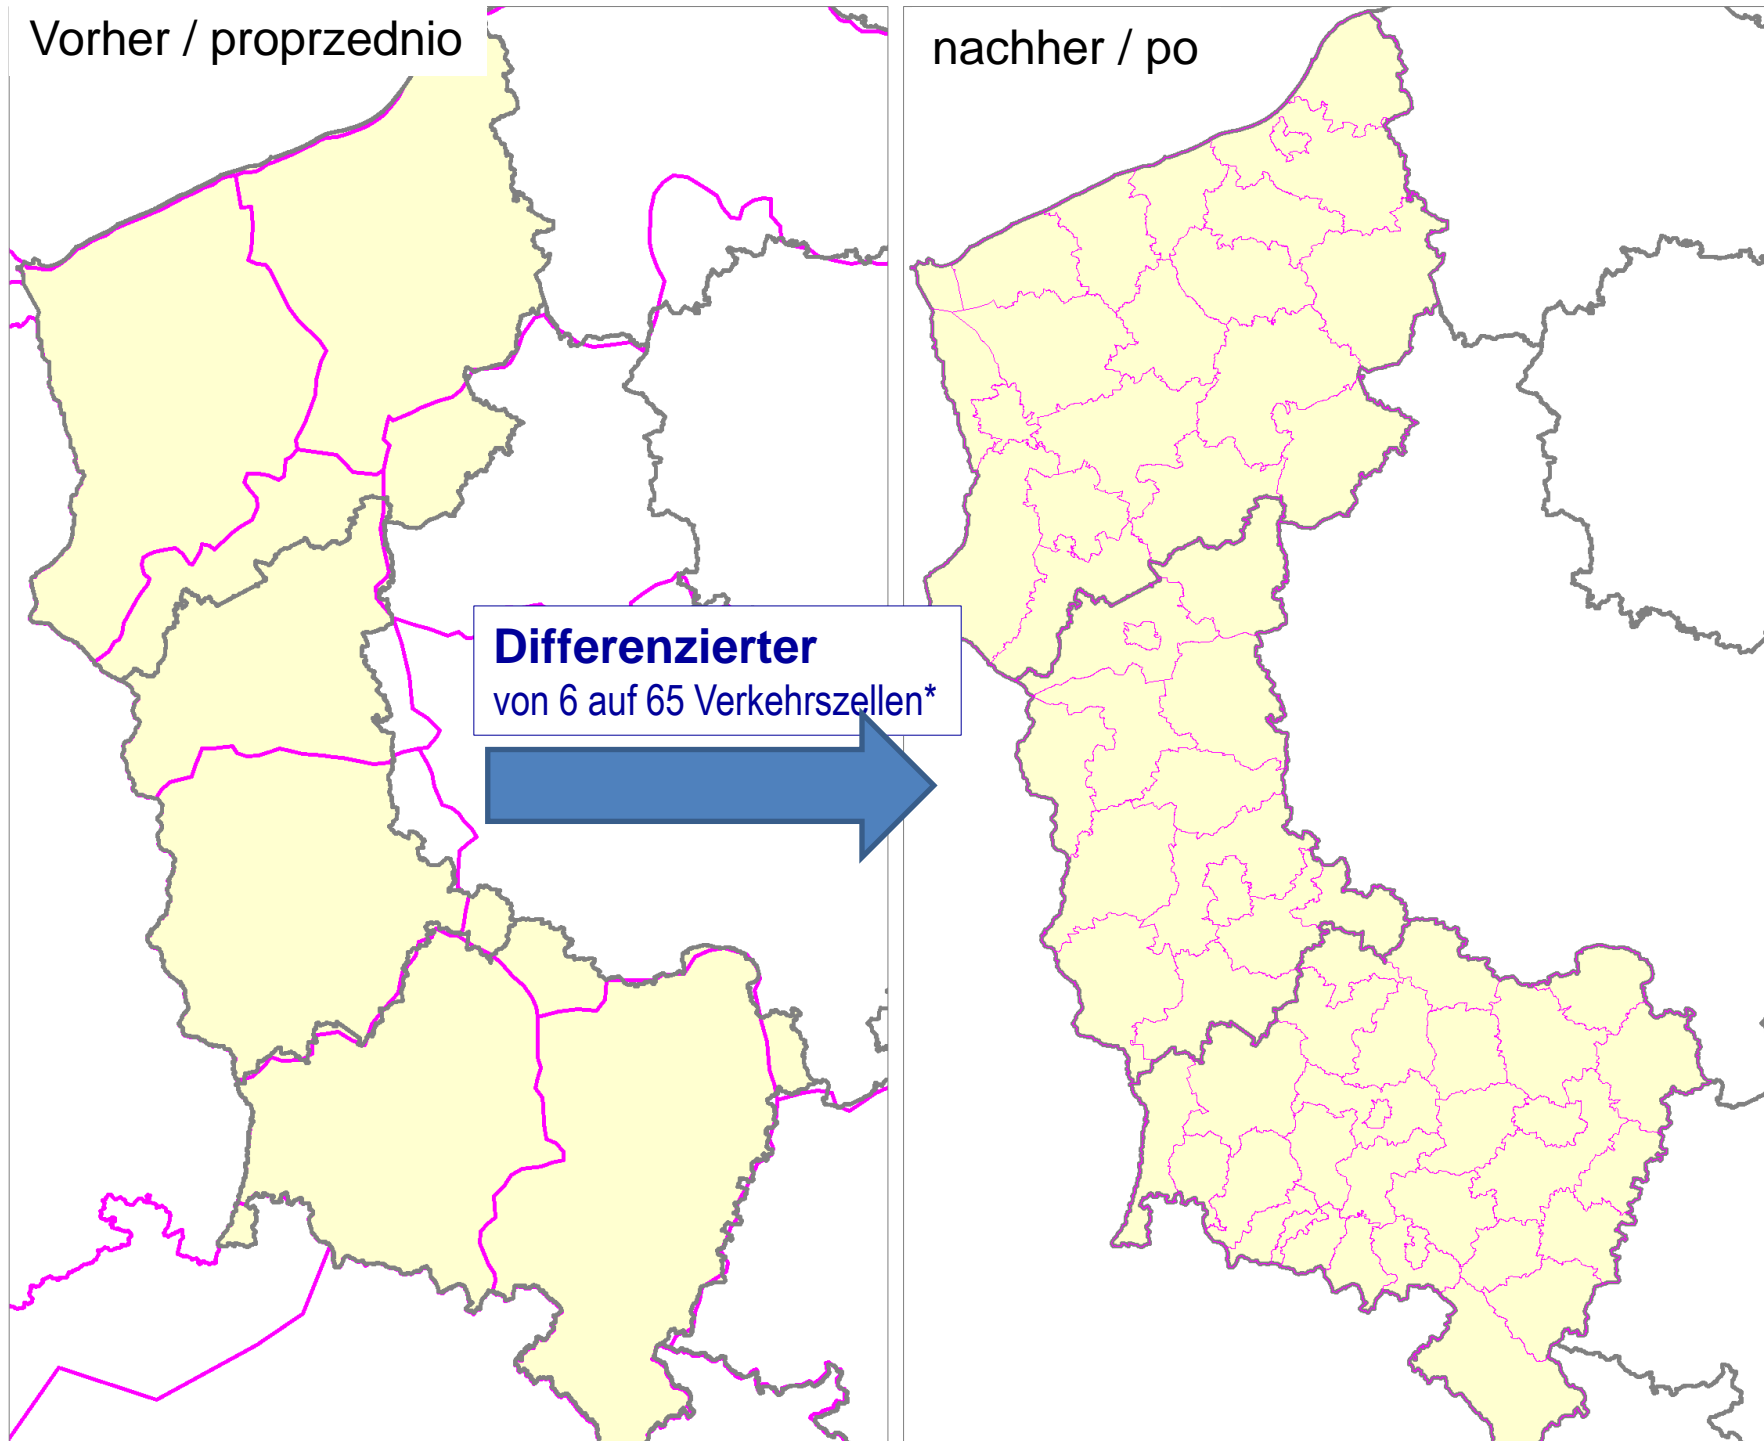 Vorher / proprzednio
nachher / po
Differenzierter
von 6 auf 65 Verkehrszellen*